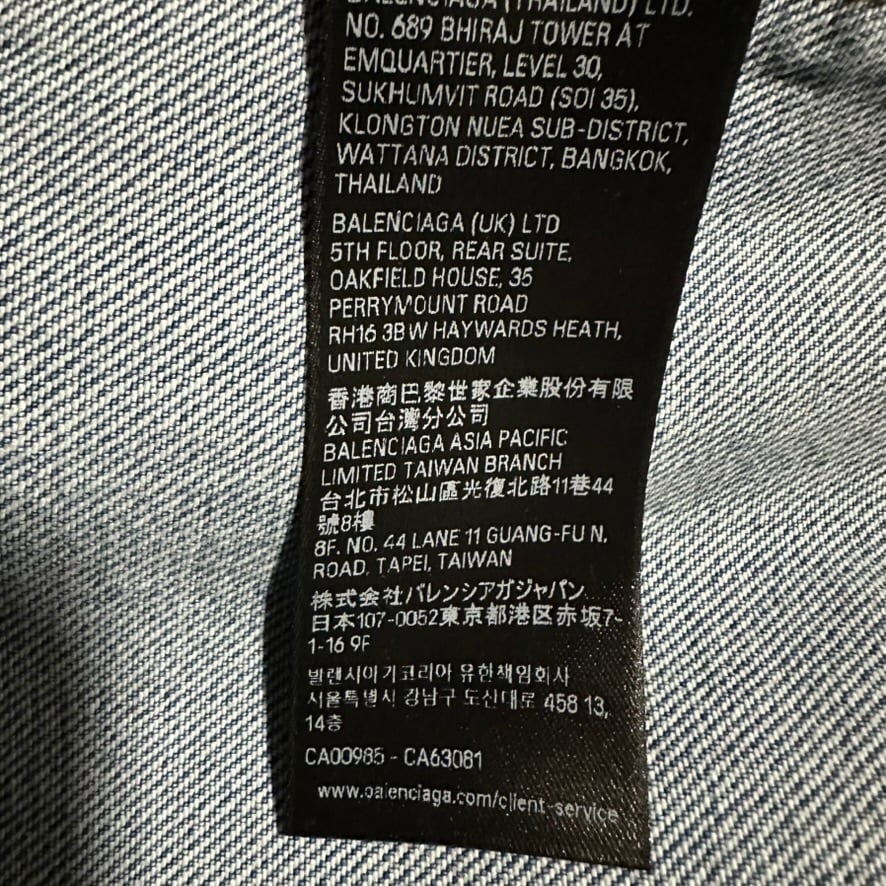 BALENCIAGA (THAILAND) LTD.
NO. 689 BHIRAJ TOWER AT
EMQUARTIER, LEVEL 30,
SUKHUMVIT ROAD (SOI 35),
KLONGTON NUEA SUB-DISTRICT,
WATTANA DISTRICT, BANGKOK,
THAILAND
BALENCIAGA (UK) LTD
5TH FLOOR, REAR SUITE,
OAKFIELD HOUSE, 35
PERRYMOUNT ROAD
RH16 3BW HAYWARDS HEATH,
UNITED KINGDOM
香港商巴黎世家企業股份有限
公司台灣分公司
BALENCIAGA ASIA PACIFIC
LIMITED TAIWAN BRANCH
台北市松山區光復北路11巷44
號8樓
8F. NO. 44 LANE 11 GUANG-FU N.
ROAD, TAPEI, TAIWAN
株式会社バレンシアガジャパン
日本107-0052東京都港区赤坂7-
1-16 9F
발렌시아가코리아 유한책임회사
서울특별시 강남구 도산대로 458 13,
14층
CA00985 - CA63081
www.balenciaga.com/client-service